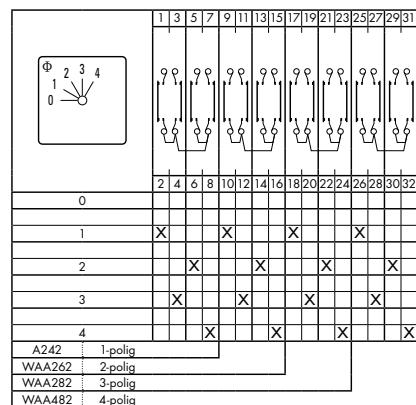 1 3 5 7 9 11 13 15 17 19 21 23 25 27 29 31
Φ
1 2 3 4
0
2 4 6 8 10 12 14 16 18 20 22 24 26 28 30 32
0
1 X X X X
2 X X X X
3 X X X X
4 X X X X
A242 1-polig
WAA262 2-polig
WAA282 3-polig
WAA482 4-polig